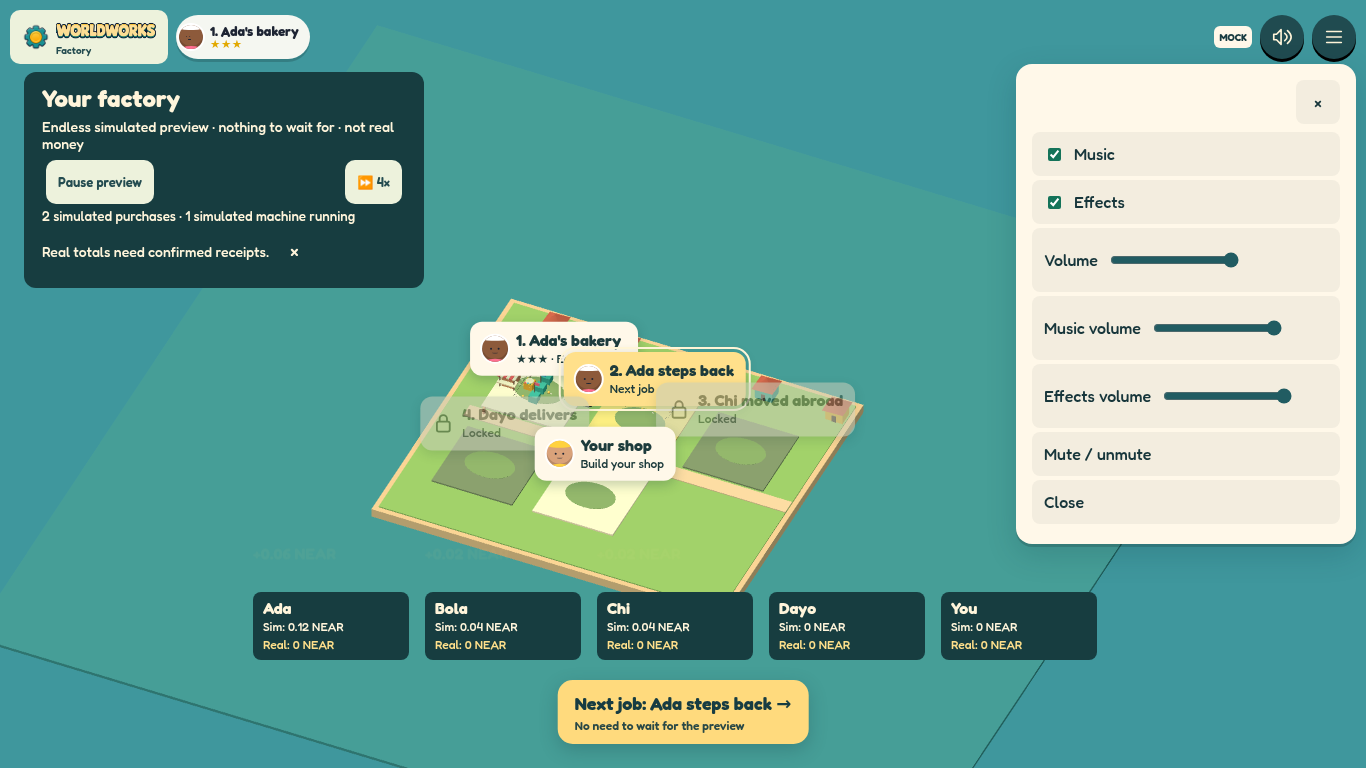 WORLDWORKS
Factory
1. Ada's bakery
★★★
MOCK
Your factory
Endless simulated preview · nothing to wait for · not real
money
Pause preview
⏩ 4x
2 simulated purchases · 1 simulated machine running
Real totals need confirmed receipts.
×
×
Music
Effects
Volume
Music volume
Effects volume
Mute / unmute
Close
1. Ada's bakery
★★★ ·
2. Ada steps back
Next job
3. Chi moved abroad
Locked
4. Dayo delivers
Locked
Your shop
Build your shop
Ada
Sim: 0.12 NEAR
Real: 0 NEAR
Bola
Sim: 0.04 NEAR
Real: 0 NEAR
Chi
Sim: 0.04 NEAR
Real: 0 NEAR
Dayo
Sim: 0 NEAR
Real: 0 NEAR
You
Sim: 0 NEAR
Real: 0 NEAR
Next job: Ada steps back →
No need to wait for the preview